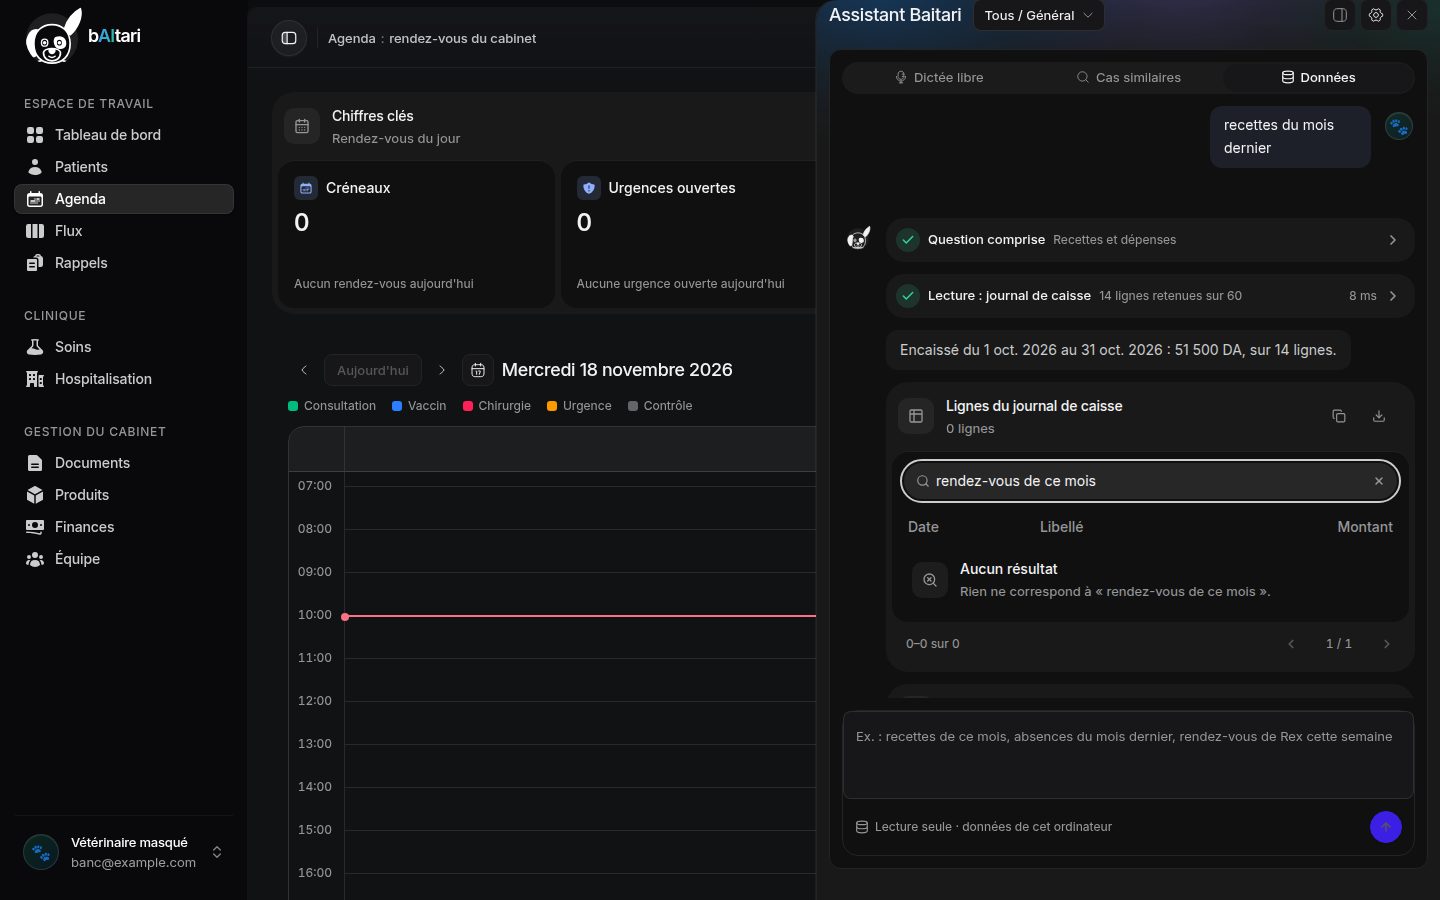 bAItari
ESPACE DE TRAVAIL
Tableau de bord
Patients
Agenda
Flux
Rappels
CLINIQUE
Soins
Hospitalisation
GESTION DU CABINET
Documents
Produits
Finances
Équipe
Vétérinaire masqué
banc@example.com
Agenda : rendez-vous du cabinet
Chiffres clés
Rendez-vous du jour
Créneaux
0
Aucun rendez-vous aujourd'hui
Urgences ouvertes
0
Aucune urgence ouverte aujourd'hui
Aujourd'hui
Mercredi 18 novembre 2026
Consultation Vaccin Chirurgie Urgence Contrôle
07:00
08:00
09:00
10:00
11:00
12:00
13:00
14:00
15:00
16:00
Assistant Baitari
Tous / Général
Dictée libre
Cas similaires
Données
recettes du mois
dernier
Question comprise Recettes et dépenses
Lecture : journal de caisse 14 lignes retenues sur 60 8 ms
Encaissé du 1 oct. 2026 au 31 oct. 2026 : 51 500 DA, sur 14 lignes.
Lignes du journal de caisse
0 lignes
rendez-vous de ce mois
Date Libellé Montant
Aucun résultat
Rien ne correspond à « rendez-vous de ce mois ».
0–0 sur 0 1 / 1
Ex. : recettes de ce mois, absences du mois dernier, rendez-vous de Rex cette semaine
Lecture seule · données de cet ordinateur